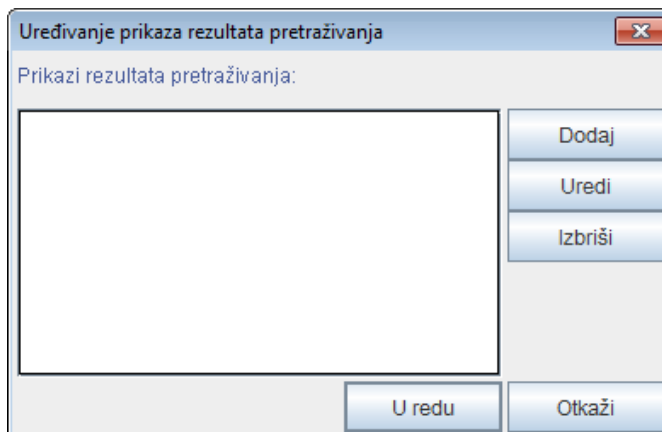 Uređivanje prikaza rezultata pretraživanja
Prikazi rezultata pretraživanja:
Dodaj
Uredi
Izbriši
U redu
Otkaži